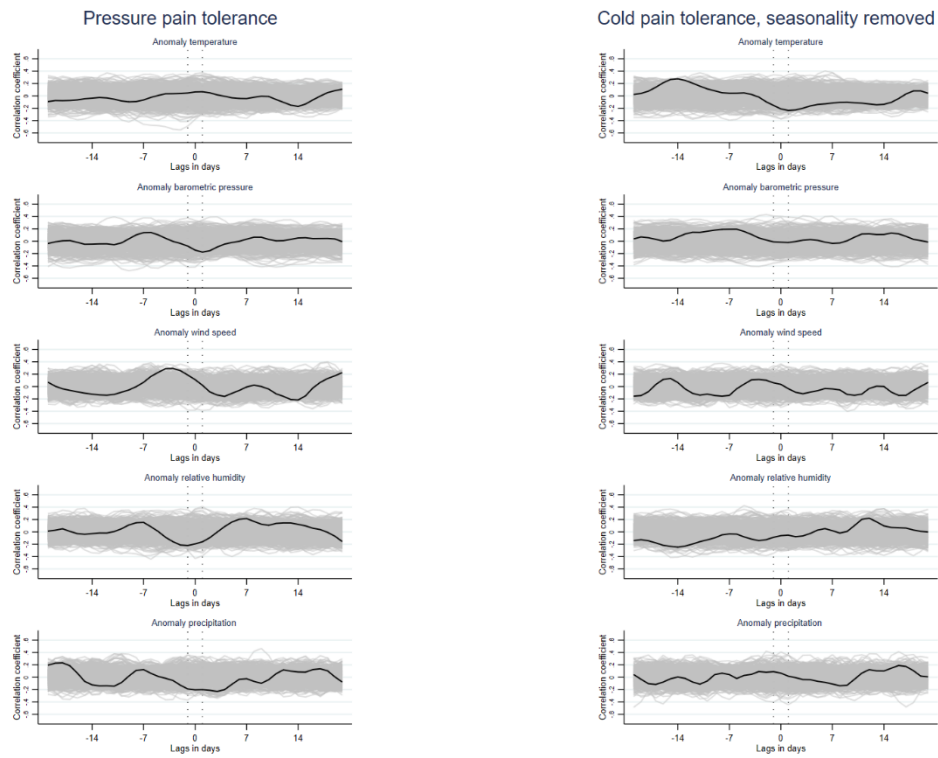 Pressure pain tolerance
Anomaly temperature
Correlation coefficient
-14 -7 0 7 14
Lags in days
Anomaly barometric pressure
Correlation coefficient
-14 -7 0 7 14
Lags in days
Anomaly wind speed
Correlation coefficient
-14 -7 0 7 14
Lags in days
Anomaly relative humidity
Correlation coefficient
-14 -7 0 7 14
Lags in days
Anomaly precipitation
Correlation coefficient
-14 -7 0 7 14
Lags in days
Cold pain tolerance, seasonality removed
Anomaly temperature
Correlation coefficient
-14 -7 0 7 14
Lags in days
Anomaly barometric pressure
Correlation coefficient
-14 -7 0 7 14
Lags in days
Anomaly wind speed
Correlation coefficient
-14 -7 0 7 14
Lags in days
Anomaly relative humidity
Correlation coefficient
-14 -7 0 7 14
Lags in days
Anomaly precipitation
Correlation coefficient
-14 -7 0 7 14
Lags in days